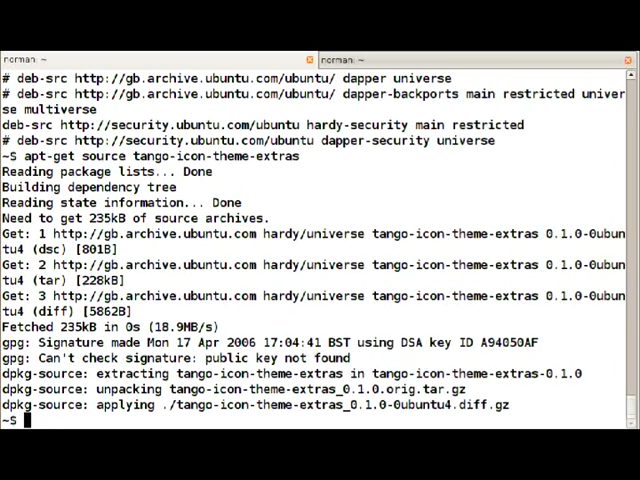 norman: ~ norman: ~
# deb-src http://gb.archive.ubuntu.com/ubuntu/ dapper universe
# deb-src http://gb.archive.ubuntu.com/ubuntu/ dapper-backports main restricted univer
se multiverse
deb-src http://security.ubuntu.com/ubuntu hardy-security main restricted
# deb-src http://security.ubuntu.com/ubuntu dapper-security universe
~$ apt-get source tango-icon-theme-extras
Reading package lists... Done
Building dependency tree
Reading state information... Done
Need to get 235kB of source archives.
Get: 1 http://gb.archive.ubuntu.com hardy/universe tango-icon-theme-extras 0.1.0-0ubun
tu4 (dsc) [801B]
Get: 2 http://gb.archive.ubuntu.com hardy/universe tango-icon-theme-extras 0.1.0-0ubun
tu4 (tar) [228kB]
Get: 3 http://gb.archive.ubuntu.com hardy/universe tango-icon-theme-extras 0.1.0-0ubun
tu4 (diff) [5862B]
Fetched 235kB in 0s (18.9MB/s)
gpg: Signature made Mon 17 Apr 2006 17:04:41 BST using DSA key ID A94050AF
gpg: Can't check signature: public key not found
dpkg-source: extracting tango-icon-theme-extras in tango-icon-theme-extras-0.1.0
dpkg-source: unpacking tango-icon-theme-extras_0.1.0.orig.tar.gz
dpkg-source: applying ./tango-icon-theme-extras_0.1.0-0ubuntu4.diff.gz
~$